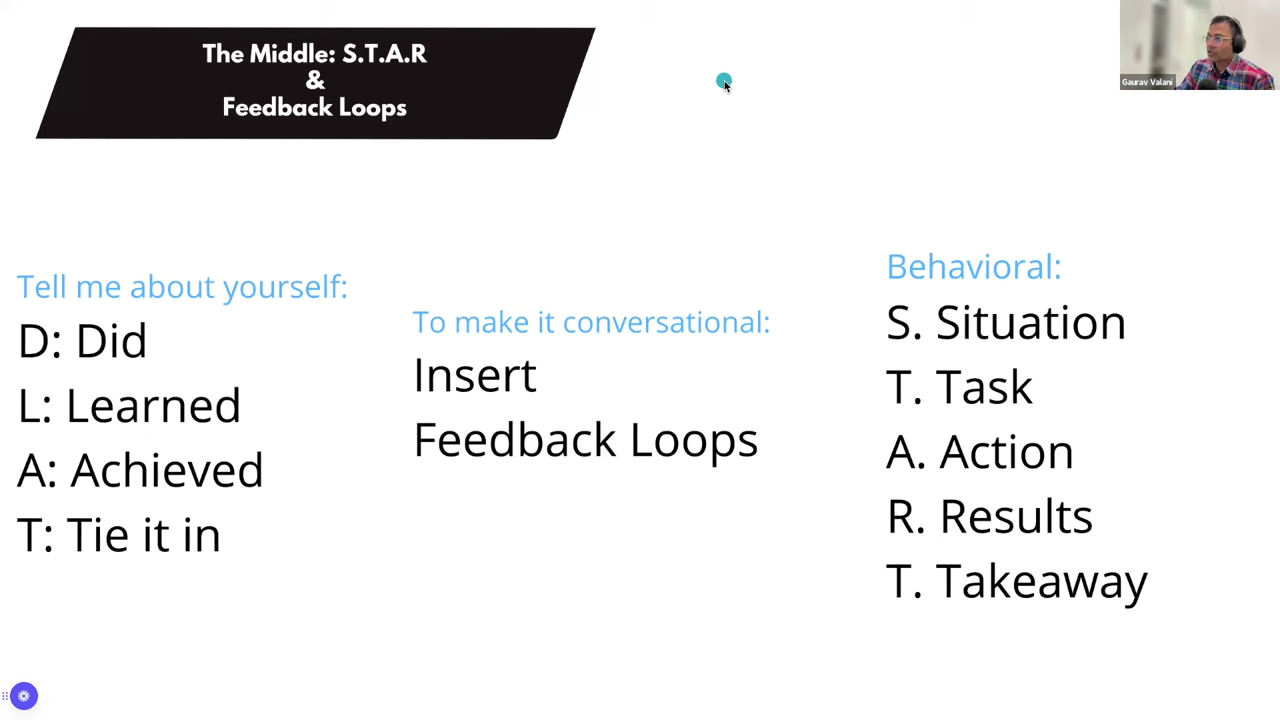 The Middle: S.T.A.R
&
Feedback Loops
Gaurav Valani
Tell me about yourself:
D: Did
L: Learned
A: Achieved
T: Tie it in
To make it conversational:
Insert
Feedback Loops
Behavioral:
S. Situation
T. Task
A. Action
R. Results
T. Takeaway